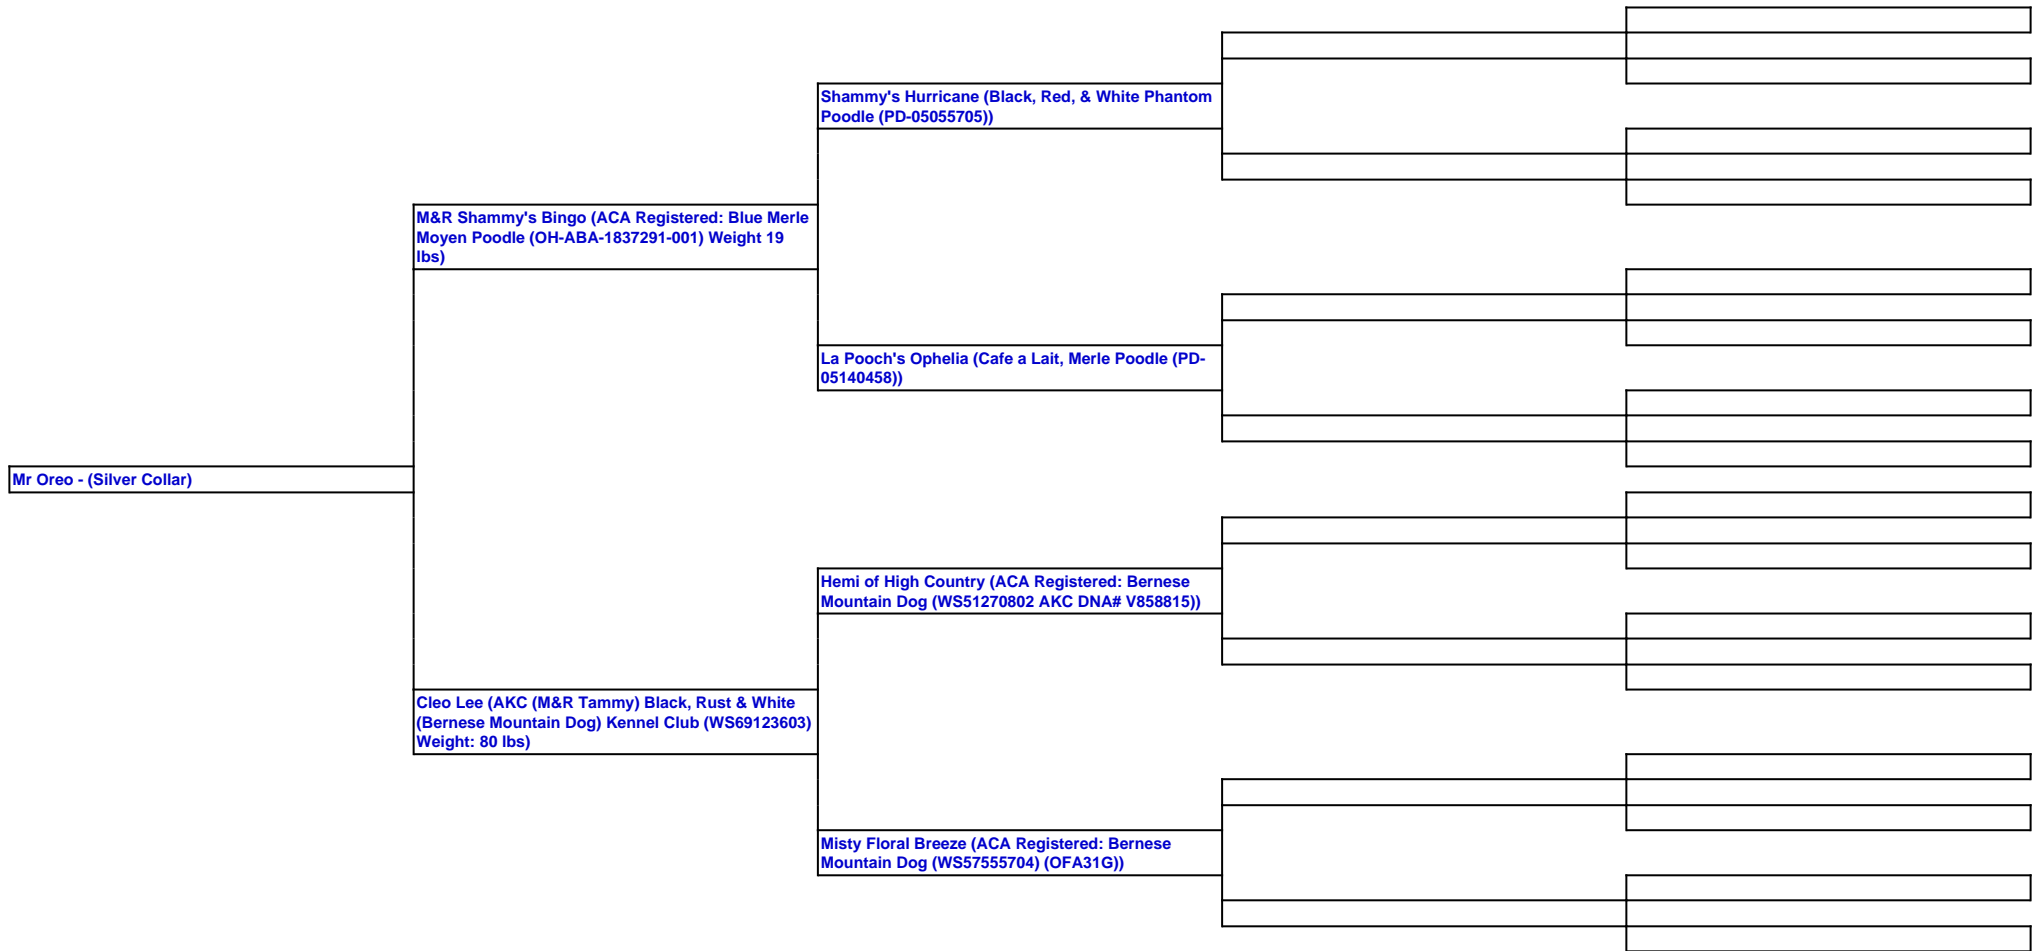 Shammy's Hurricane (Black, Red, & White Phantom
Poodle (PD-05055705))
M&R Shammy's Bingo (ACA Registered: Blue Merle
Moyen Poodle (OH-ABA-1837291-001) Weight 19
lbs)
La Pooch's Ophelia (Cafe a Lait, Merle Poodle (PD-
05140458))
Mr Oreo - (Silver Collar)
Hemi of High Country (ACA Registered: Bernese
Mountain Dog (WS51270802 AKC DNA# V858815))
Cleo Lee (AKC (M&R Tammy) Black, Rust & White
(Bernese Mountain Dog) Kennel Club (WS69123603)
Weight: 80 lbs)
Misty Floral Breeze (ACA Registered: Bernese
Mountain Dog (WS57555704) (OFA31G))